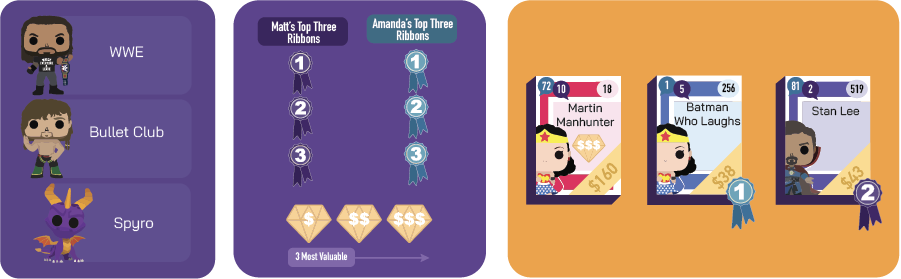 WWE
Bullet Club
Spyro
Matt's Top Three
Ribbons
Amanda's Top Three
Ribbons
1
1
2
2
3
3
$
$$
$$$
3 Most Valuable
72
10
18
Martin
Manhunter
$$$
$160
1
5
256
Batman
Who Laughs
$38
1
81
2
519
Stan Lee
$43
2